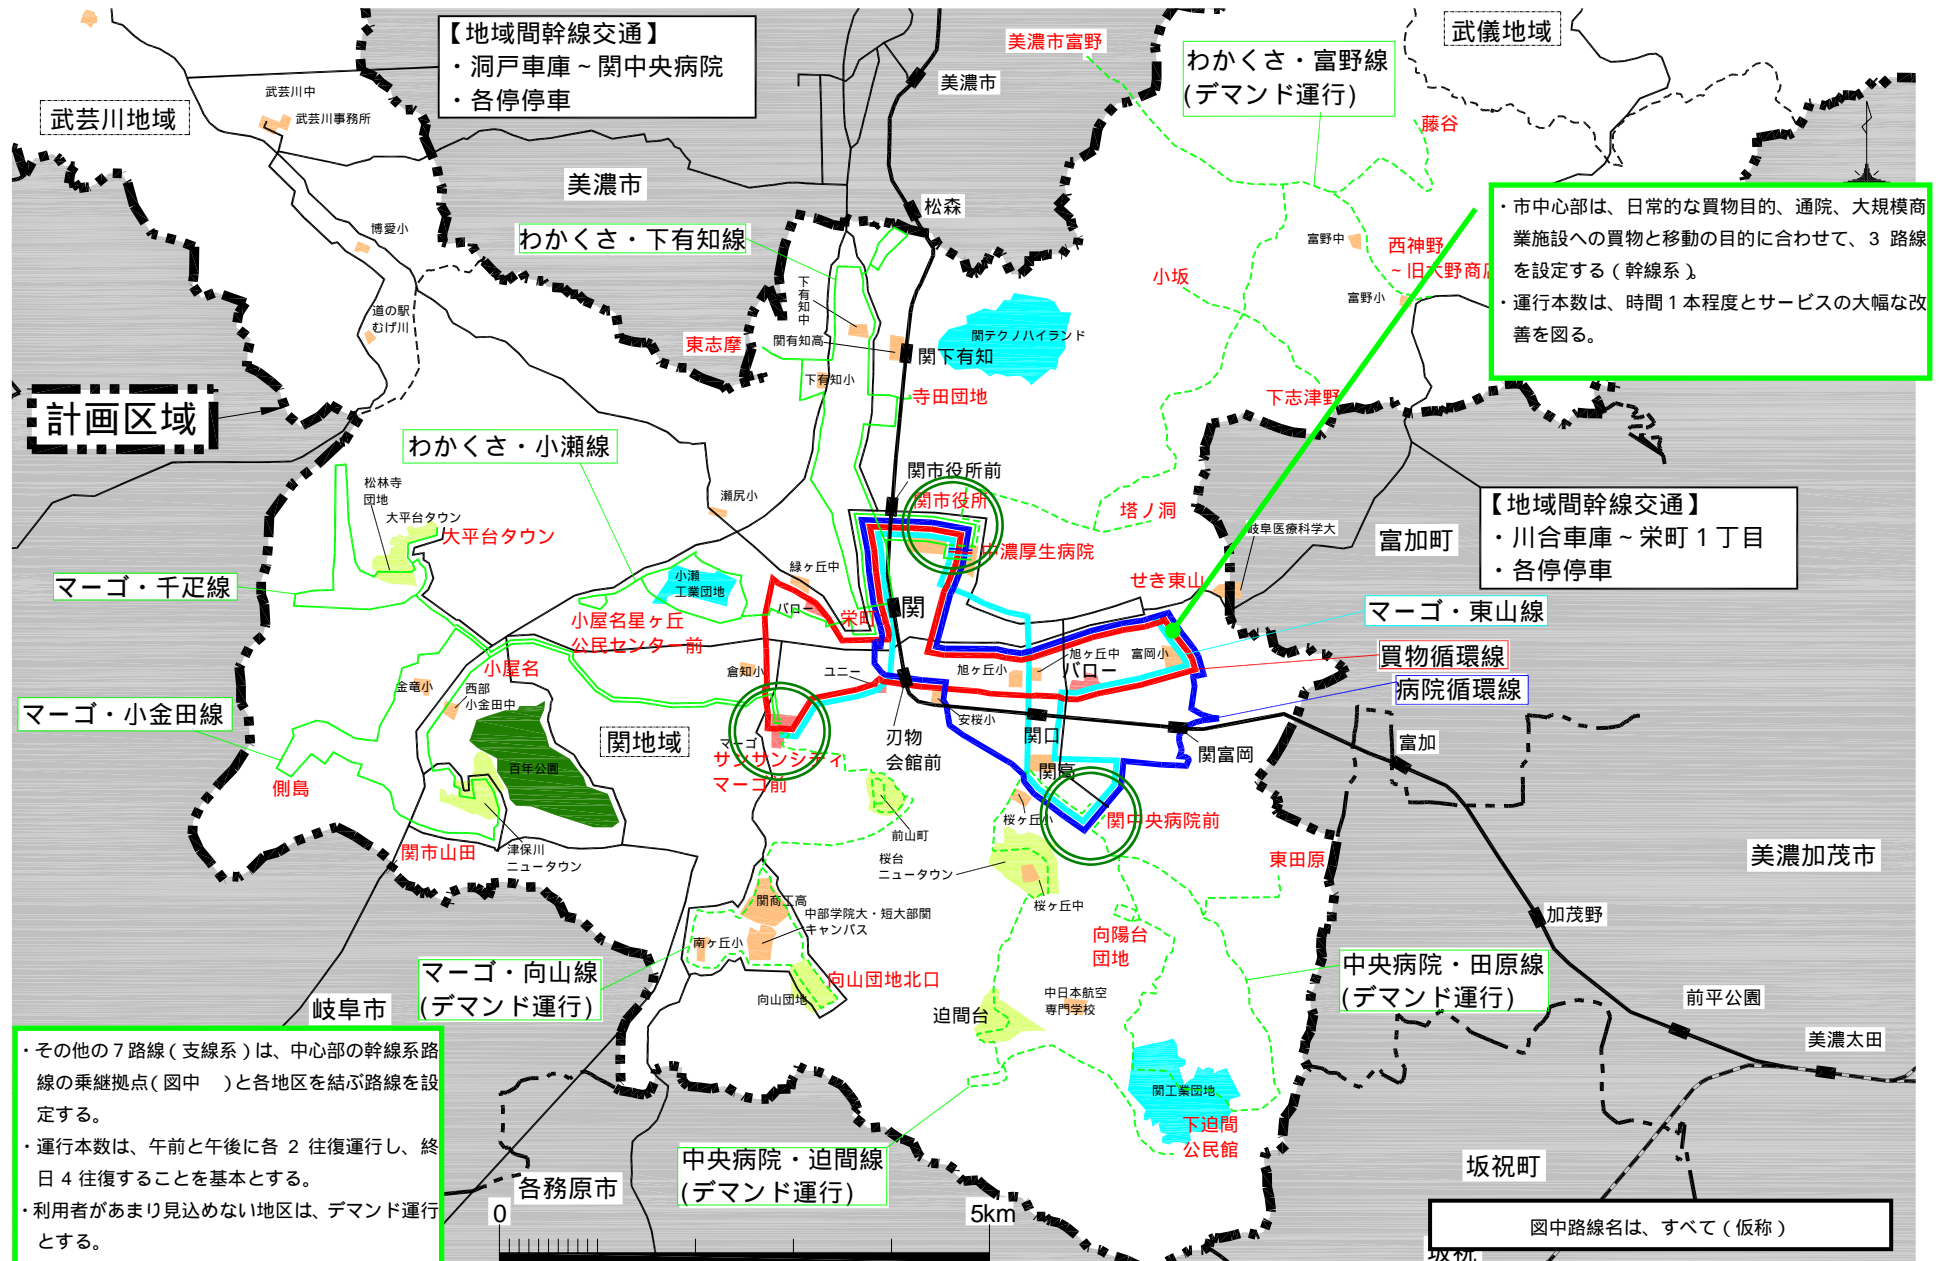 【地域間幹線交通】
・洞戸車庫～関中央病院
・各停停車
武芸川中
武芸川事務所
武芸川地域
美濃市
美濃市
松森
美濃市富野
わかくさ・富野線
(デマンド運行)
武儀地域
藤谷
・市中心部は、日常的な買物目的、通院、大規模商
業施設への買物と移動の目的に合わせて、3 路線
を設定する（幹線系）。
・運行本数は、時間１本程度とサービスの大幅な改
善を図る。
博愛小
わかくさ・下有知線
富野中
西神野
～旧大野商店
富野小
小坂
道の駅
むげ川
下有知中
関有知高
東志摩
関下有知
関テクノハイランド
下有知小
寺田団地
下志津野
計画区域
わかくさ・小瀬線
関市役所前
関市役所
松林寺
団地
大平台タウン
大平台タウン
瀬尻小
塔ノ洞
岐阜医療科学大
富加町
【地域間幹線交通】
・川合車庫～栄町１丁目
・各停停車
中濃厚生病院
せき東山
マーゴ・千疋線
小瀬
工業団地
緑ヶ丘中
バロー
栄町
関
小屋名星ヶ丘
公民センター前
マーゴ・東山線
買物循環線
病院循環線
小屋名
倉知小
ユニー
旭ヶ丘小
旭ヶ丘中
バロー
富岡小
金竜小
西部
小金田中
マーゴ・小金田線
関地域
マーゴ
サンサンシティ
マーゴ前
刃物
会館前
安桜小
関口
関富岡
富加
百年公園
側島
関高
桜ヶ丘小
関中央病院前
前山町
関市山田
津保川
ニュータウン
桜台
ニュータウン
桜ヶ丘中
東田原
美濃加茂市
関商工高
中部学院大・短大部関
キャンパス
南ヶ丘小
向陽台
団地
加茂野
マーゴ・向山線
(デマンド運行)
向山団地北口
向山団地
中央病院・田原線
(デマンド運行)
迫間台
中日本航空
専門学校
前平公園
美濃太田
岐阜市
・その他の７路線（支線系）は、中心部の幹線系路
線の乗継拠点（図中　）と各地区を結ぶ路線を設
定する。
・運行本数は、午前と午後に各 2 往復運行し、終
日 4 往復することを基本とする。
・利用者があまり見込めない地区は、デマンド運行
とする。
関工業団地
下迫間
公民館
中央病院・迫間線
(デマンド運行)
各務原市
坂祝町
0
5km
図中路線名は、すべて（仮称）
坂祝